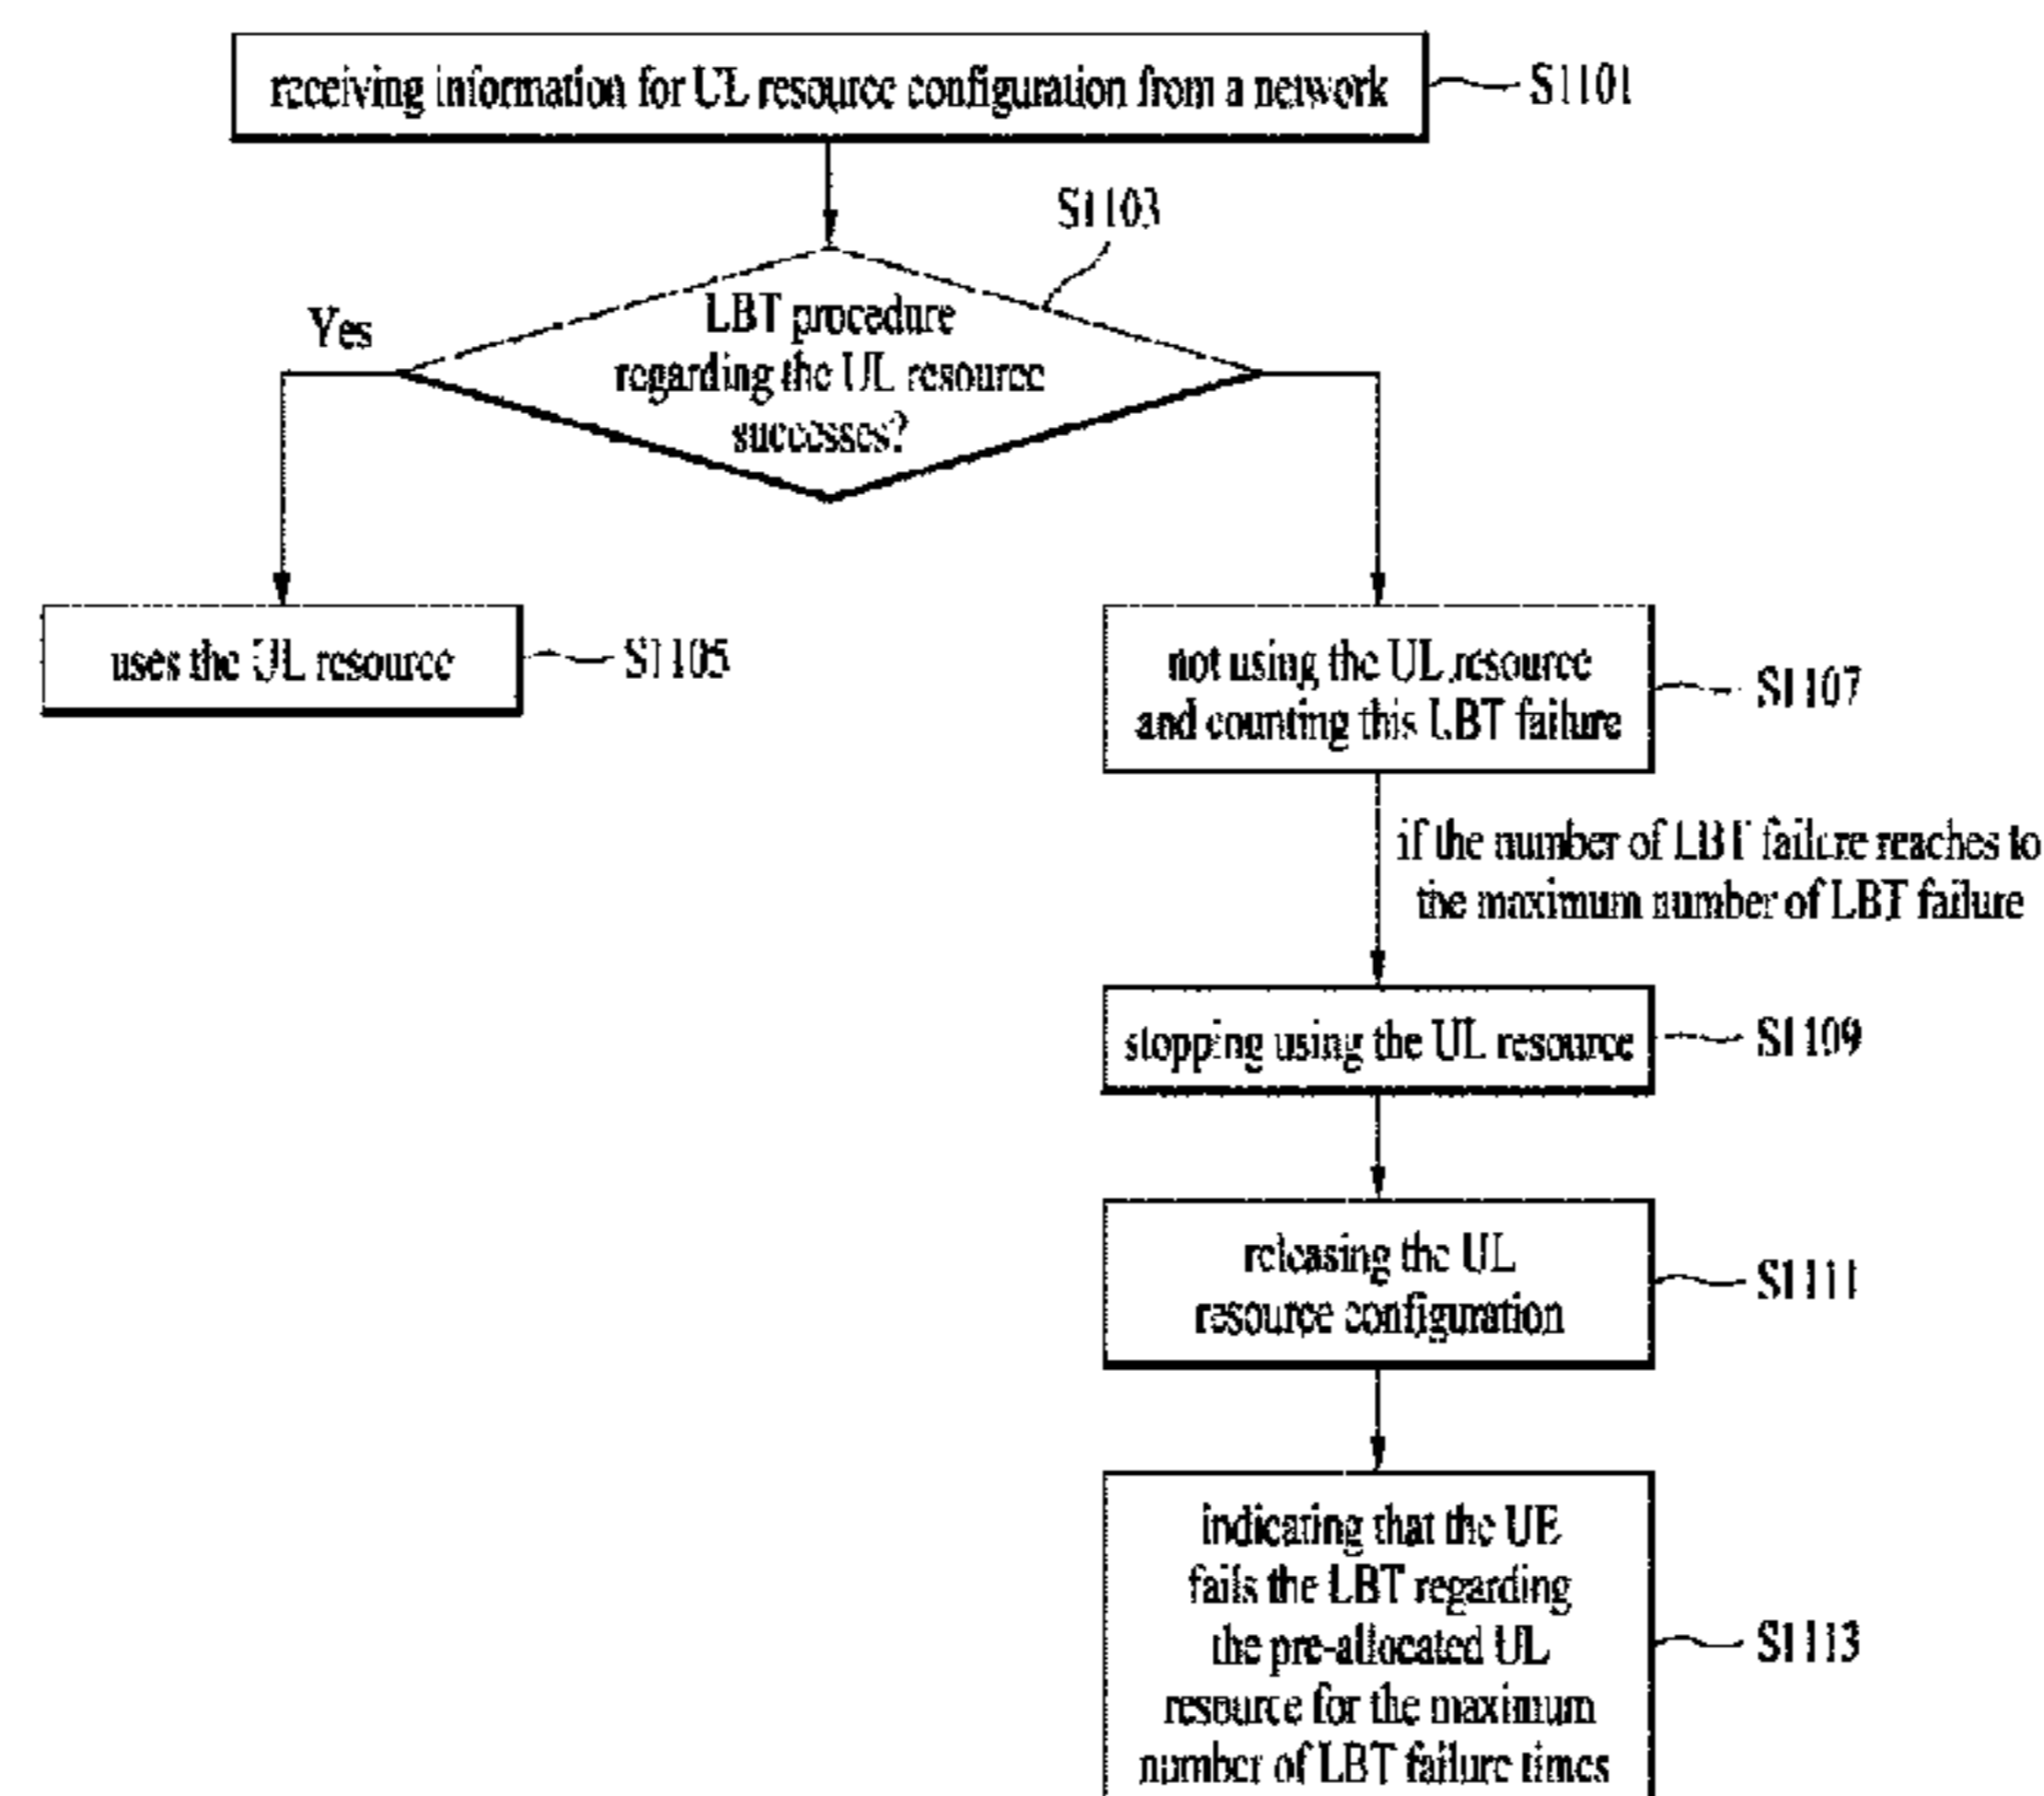 receiving information for UL resource configuration from a network
S1101
S1103
LBT procedure
regarding the UL resource
successes?
Yes
uses the UL resource
S1105
not using the UL resource
and counting this LBT failure
S1107
if the number of LBT failure reaches to
the maximum number of LBT failure
stopping using the UL resource
S1109
releasing the UL
resource configuration
S1111
indicating that the UE
fails the LBT regarding
the pre-allocated UL
resource for the maximum
number of LBT failure times
S1113